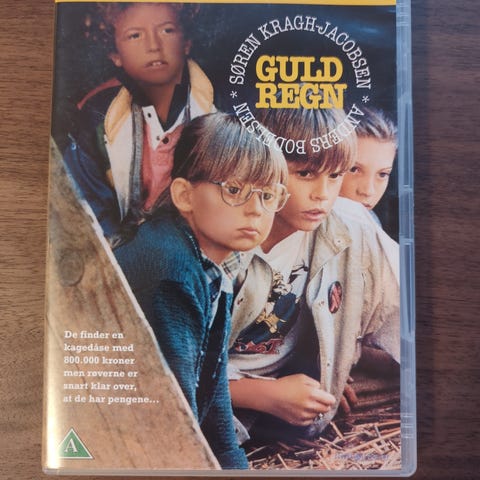 SØREN KRAGH-JACOBSEN * ANDERS BODELSEN *
GULD
REGN
De finder en
kagedåse med
800.000 kroner
men røverne er
snart klar over,
at de har pengene...
A